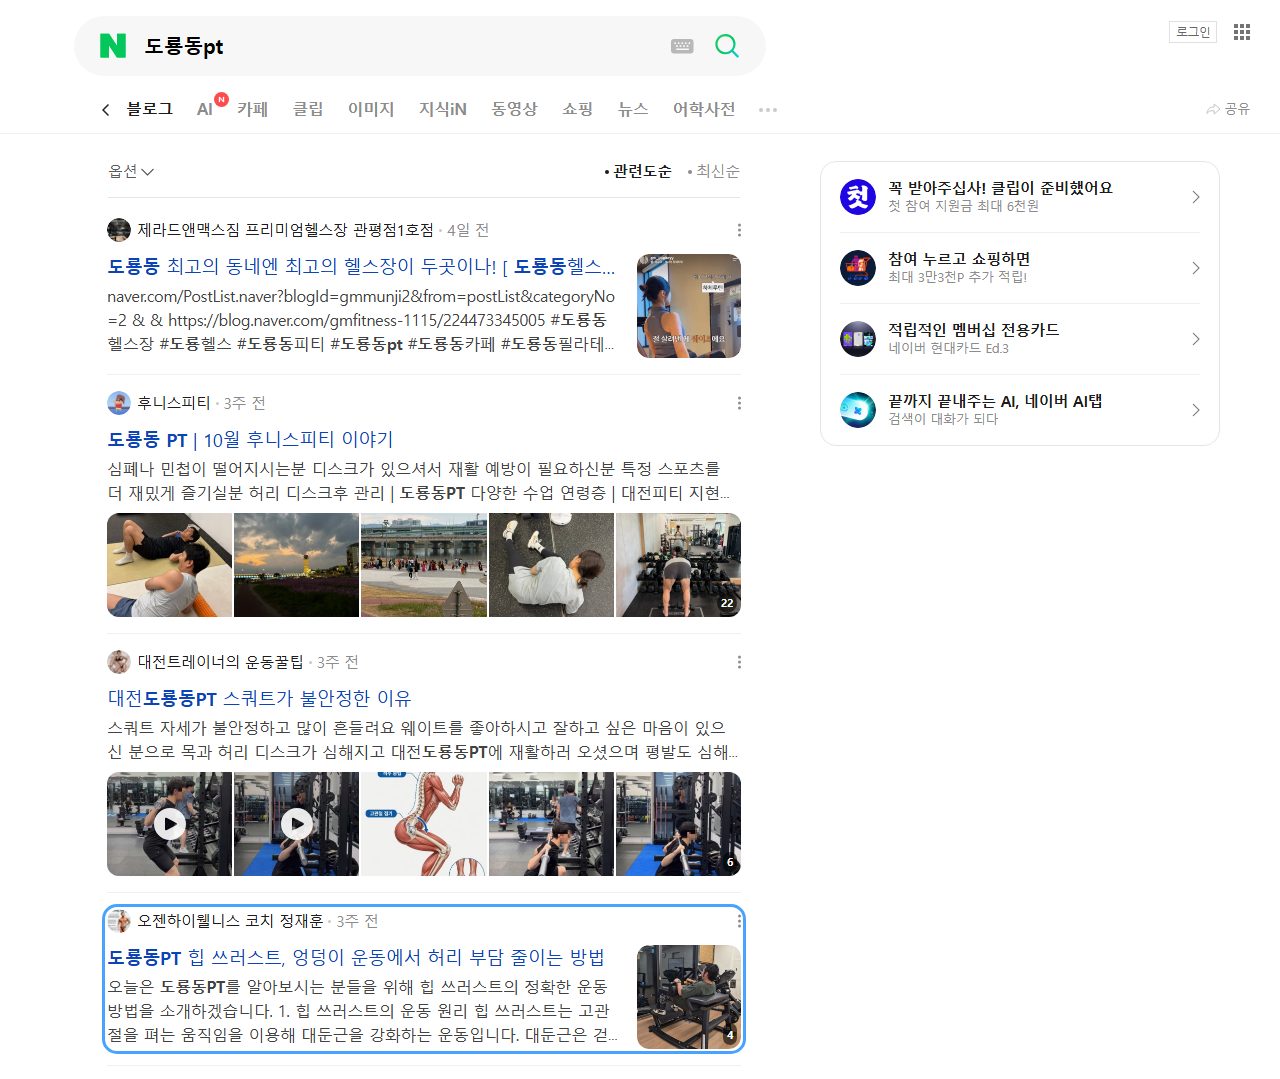 도룡동pt
로그인
블로그 AI N 카페 클립 이미지 지식iN 동영상 쇼핑 뉴스 어학사전
공유
옵션
• 관련도순 • 최신순
제라드앤맥스짐 프리미엄헬스장 관평점1호점 · 4일 전
도룡동 최고의 동네엔 최고의 헬스장이 두곳이나! [ 도룡동헬스...
naver.com/PostList.naver?blogId=gmmunji2&from=postList&categoryNo
=2 & & https://blog.naver.com/gmfitness-1115/224473345005 #도룡동
헬스장 #도룡헬스 #도룡동피티 #도룡동pt #도룡동카페 #도룡동필라테...
하체루틴
후니스피티 · 3주 전
도룡동 PT | 10월 후니스피티 이야기
심폐나 민첩이 떨어지시는분 디스크가 있으셔서 재활 예방이 필요하신분 특정 스포츠를
더 재밌게 즐기실분 허리 디스크후 관리 | 도룡동PT 다양한 수업 연령층 | 대전피티 지현...
22
대전트레이너의 운동꿀팁 · 3주 전
대전도룡동PT 스쿼트가 불안정한 이유
스쿼트 자세가 불안정하고 많이 흔들려요 웨이트를 좋아하시고 잘하고 싶은 마음이 있으
신 분으로 목과 허리 디스크가 심해지고 대전도룡동PT에 재활하러 오셨으며 평발도 심해...
고관절 접기
6
오젠하이웰니스 코치 정재훈 · 3주 전
도룡동PT 힙 쓰러스트, 엉덩이 운동에서 허리 부담 줄이는 방법
오늘은 도룡동PT를 알아보시는 분들을 위해 힙 쓰러스트의 정확한 운동
방법을 소개하겠습니다. 1. 힙 쓰러스트의 운동 원리 힙 쓰러스트는 고관
절을 펴는 움직임을 이용해 대둔근을 강화하는 운동입니다. 대둔근은 걷...
4
첫
꼭 받아주십사! 클립이 준비했어요
첫 참여 지원금 최대 6천원
참여 누르고 쇼핑하면
최대 3만3천P 추가 적립!
적립적인 멤버십 전용카드
네이버 현대카드 Ed.3
끝까지 끝내주는 AI, 네이버 AI탭
검색이 대화가 되다